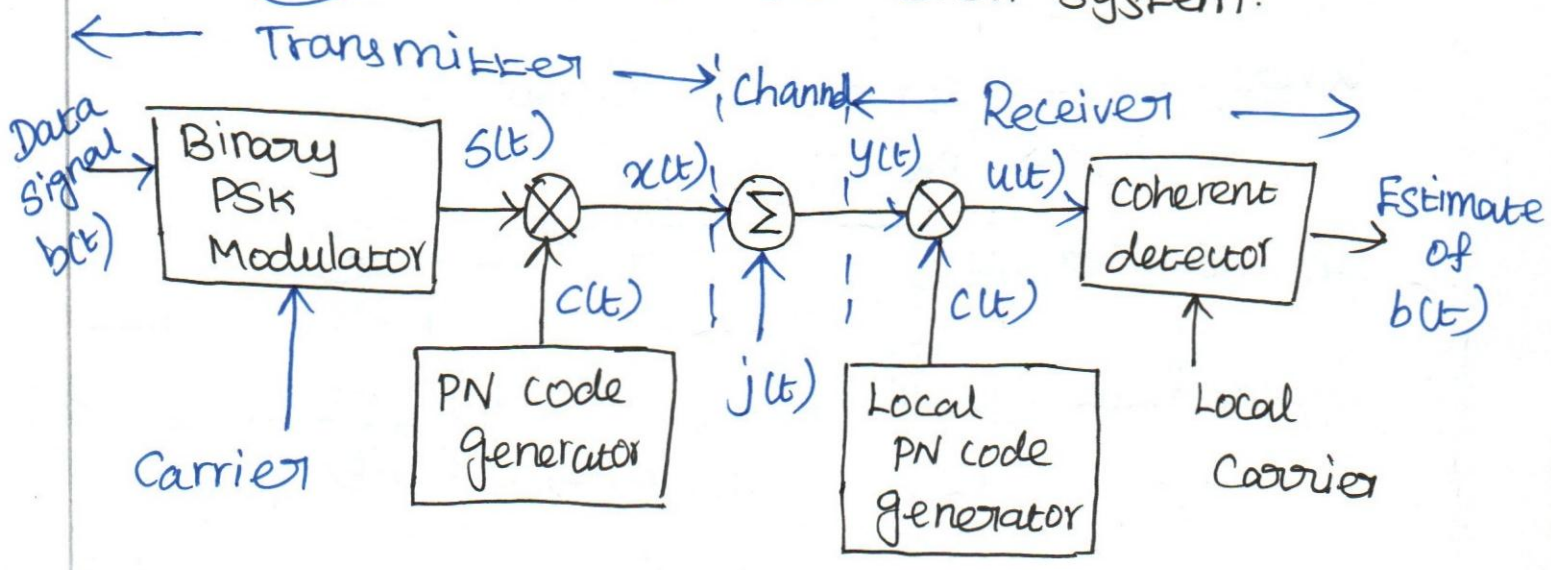 System.
Transmitter
Channel
Receiver
Data
Signal
b(t)
Binary
PSK
Modulator
S(t)
x(t)
Σ
y(t)
u(t)
Coherent
detector
Estimate
of
b(t)
c(t)
j(t)
c(t)
Carrier
PN code
generator
Local
PN code
generator
Local
Carrier